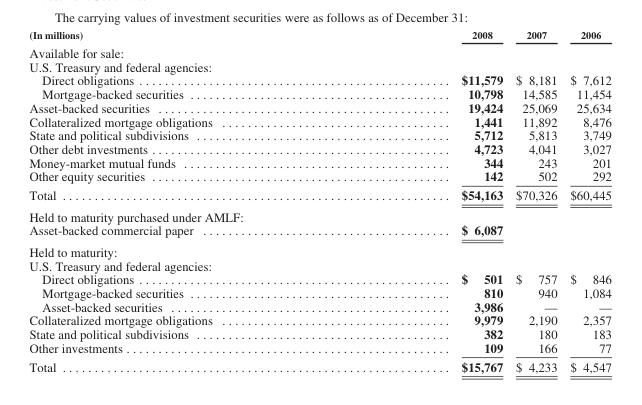 The carrying values of investment securities were as follows as of December 31:
(In millions) 2008 2007 2006
Available for sale:
U.S. Treasury and federal agencies:
Direct obligations . . . . . . . . . . . . . . . . . . . . . . . . . . . . . . . . . . . . . . . . . $11,579 $ 8,181 $ 7,612
Mortgage-backed securities . . . . . . . . . . . . . . . . . . . . . . . . . . . . . . . . . . 10,798 14,585 11,454
Asset-backed securities . . . . . . . . . . . . . . . . . . . . . . . . . . . . . . . . . . . . . . 19,424 25,069 25,634
Collateralized mortgage obligations . . . . . . . . . . . . . . . . . . . . . . . . . . . . . 1,441 11,892 8,476
State and political subdivisions . . . . . . . . . . . . . . . . . . . . . . . . . . . . . . . . 5,712 5,813 3,749
Other debt investments . . . . . . . . . . . . . . . . . . . . . . . . . . . . . . . . . . . . . . . 4,723 4,041 3,027
Money-market mutual funds . . . . . . . . . . . . . . . . . . . . . . . . . . . . . . . . . . . 344 243 201
Other equity securities . . . . . . . . . . . . . . . . . . . . . . . . . . . . . . . . . . . . . . . 142 502 292
Total . . . . . . . . . . . . . . . . . . . . . . . . . . . . . . . . . . . . . . . . . . . . . . . . . . . . . $54,163 $70,326 $60,445
Held to maturity purchased under AMLF:
Asset-backed commercial paper . . . . . . . . . . . . . . . . . . . . . . . . . . . . . . . . $ 6,087
Held to maturity:
U.S. Treasury and federal agencies:
Direct obligations . . . . . . . . . . . . . . . . . . . . . . . . . . . . . . . . . . . . . . . . . $ 501 $ 757 $ 846
Mortgage-backed securities . . . . . . . . . . . . . . . . . . . . . . . . . . . . . . . . . . 810 940 1,084
Asset-backed securities . . . . . . . . . . . . . . . . . . . . . . . . . . . . . . . . . . . . . 3,986 — —
Collateralized mortgage obligations . . . . . . . . . . . . . . . . . . . . . . . . . . . . . 9,979 2,190 2,357
State and political subdivisions . . . . . . . . . . . . . . . . . . . . . . . . . . . . . . . . 382 180 183
Other investments . . . . . . . . . . . . . . . . . . . . . . . . . . . . . . . . . . . . . . . . . . . 109 166 77
Total . . . . . . . . . . . . . . . . . . . . . . . . . . . . . . . . . . . . . . . . . . . . . . . . . . . . . $15,767 $ 4,233 $ 4,547